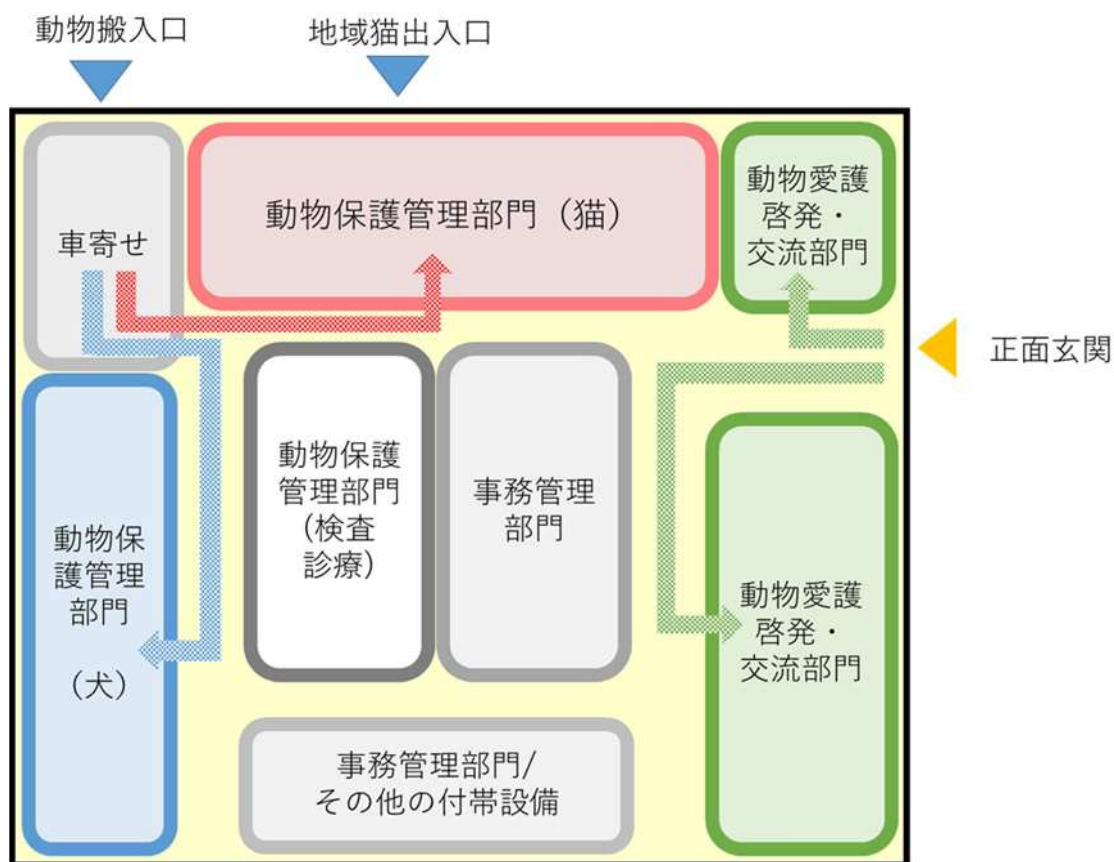 動物搬入口
地域猫出入口
車寄せ
動物保護管理部門（猫）
動物愛護
啓発・
交流部門
正面玄関
動物保護
管理部門
(検査
診療）
事務管理
部門
動物保
護管理
部門
（犬）
動物愛護
啓発・
交流部門
事務管理部門/
その他の付帯設備